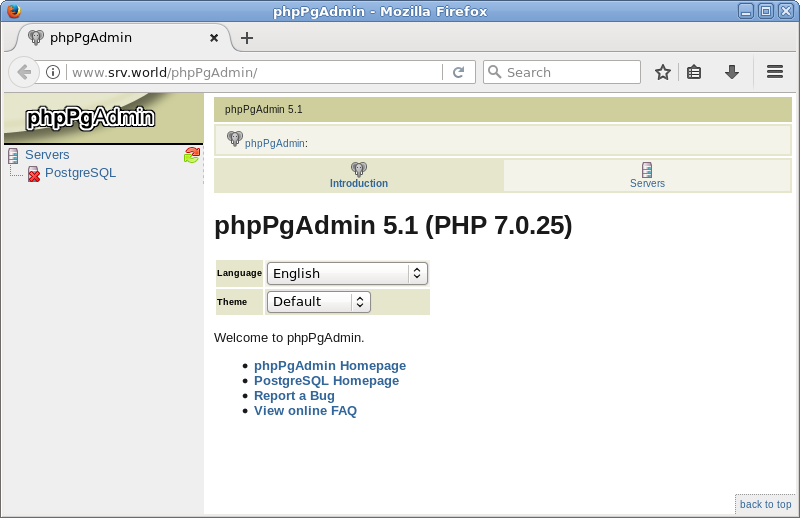 phpPgAdmin - Mozilla Firefox
phpPgAdmin
www.srv.world/phpPgAdmin/
Search
phpPgAdmin
Servers
PostgreSQL
phpPgAdmin 5.1
phpPgAdmin:
Introduction
Servers
phpPgAdmin 5.1 (PHP 7.0.25)
Language English
Theme Default
Welcome to phpPgAdmin.
phpPgAdmin Homepage
PostgreSQL Homepage
Report a Bug
View online FAQ
back to top